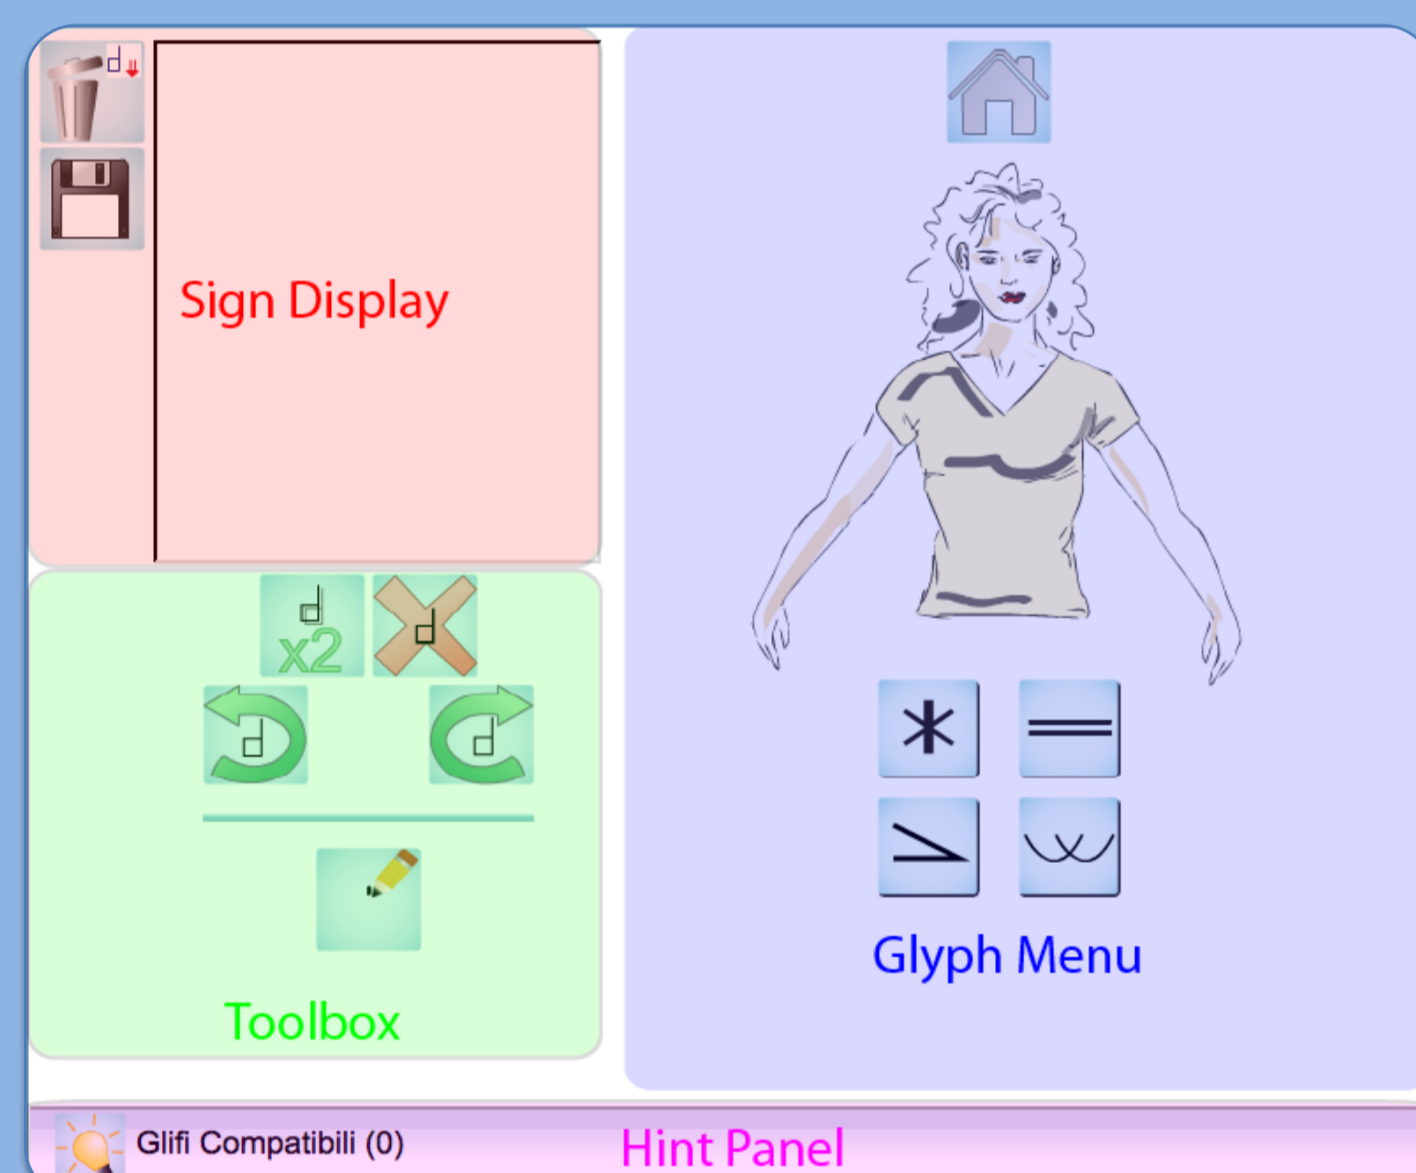 Sign Display
x2
Toolbox
Glyph Menu
Glifi Compatibili (0)
Hint Panel